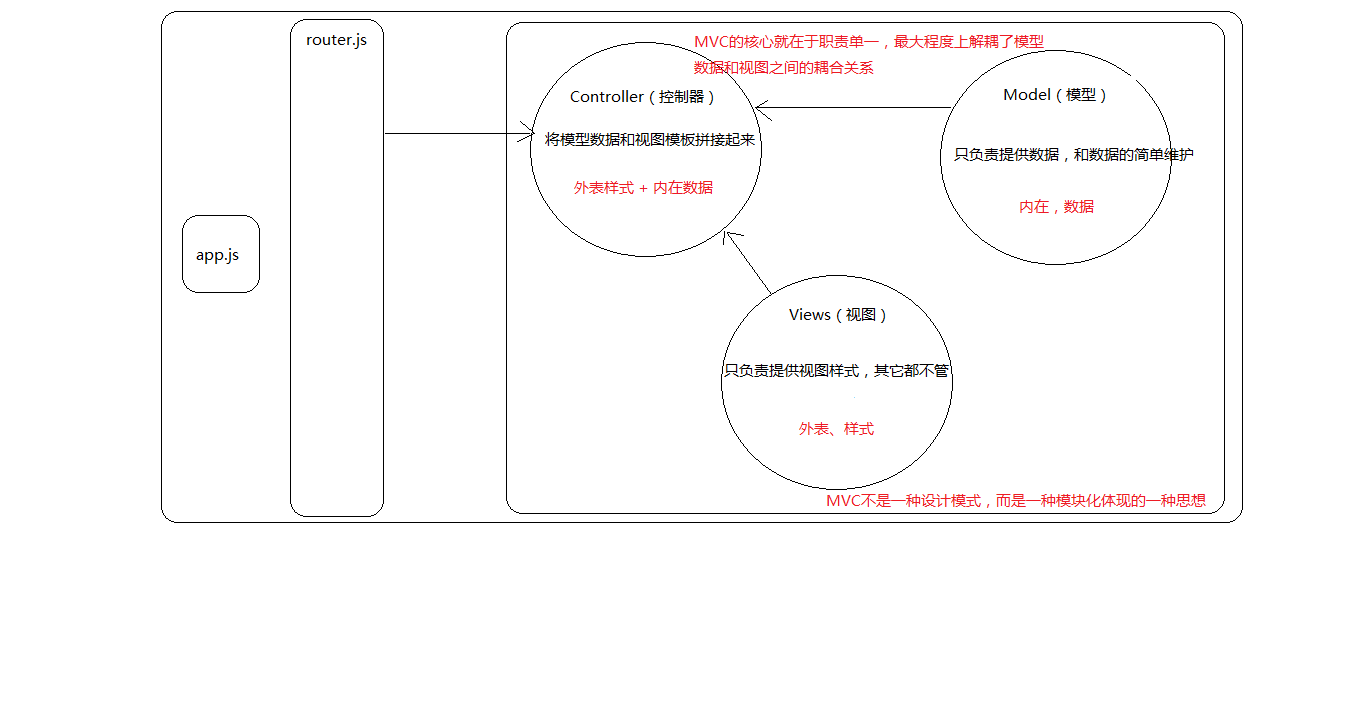 router.js
app.js
MVC的核心就在于职责单一，最大程度上解耦了模型
数据和视图之间的耦合关系
Controller（控制器）
将模型数据和视图模板拼接起来
外表样式 + 内在数据
Model（模型）
只负责提供数据，和数据的简单维护
内在，数据
Views（视图）
只负责提供视图样式，其它都不管
外表、样式
MVC不是一种设计模式，而是一种模块化体现的一种思想